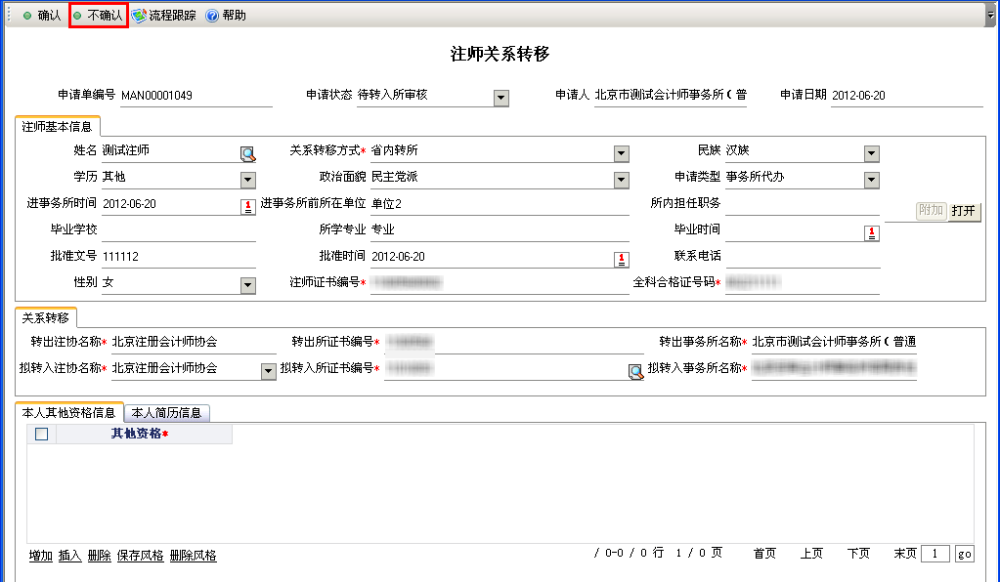 确认 不确认 流程跟踪 帮助
注师关系转移
申请单编号 MAN00001049 申请状态 待转入所审核 申请人 北京市测试会计师事务所（普 申请日期 2012-06-20
注师基本信息
姓名 测试注师 关系转移方式* 省内转所 民族 汉族
学历 其他 政治面貌 民主党派 申请类型 事务所代办
进事务所时间 2012-06-20 进事务所前所在单位 单位2 所内担任职务 附加 打开
毕业学校 所学专业 专业 毕业时间
批准文号 111112 批准时间 2012-06-20 联系电话
性别 女 注师证书编号* 全科合格证号码*
关系转移
转出注协名称* 北京注册会计师协会 转出所证书编号* 转出事务所名称* 北京市测试会计师事务所（普通
拟转入注协名称* 北京注册会计师协会 拟转入所证书编号* 拟转入事务所名称*
本人其他资格信息 本人简历信息
其他资格*
增加 插入 删除 保存风格 删除风格 / 0-0 / 0 行 1 / 0 页 首页 上页 下页 末页 1 go